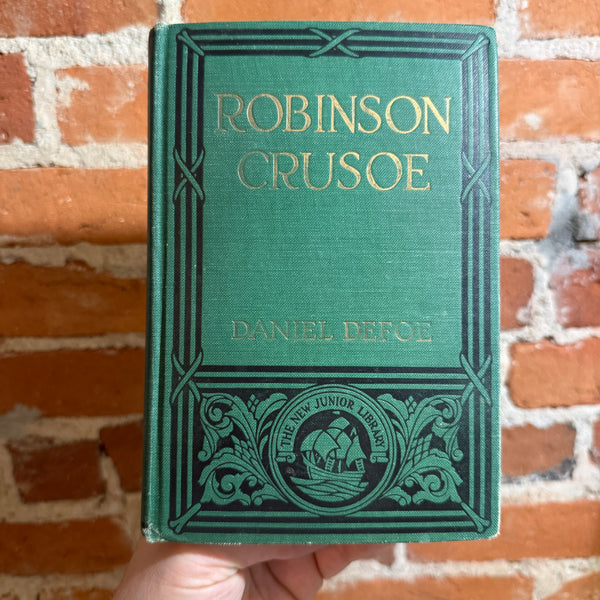 ROBINSON
CRUSOE
DANIEL DEFOE
THE NEW JUNIOR LIBRARY